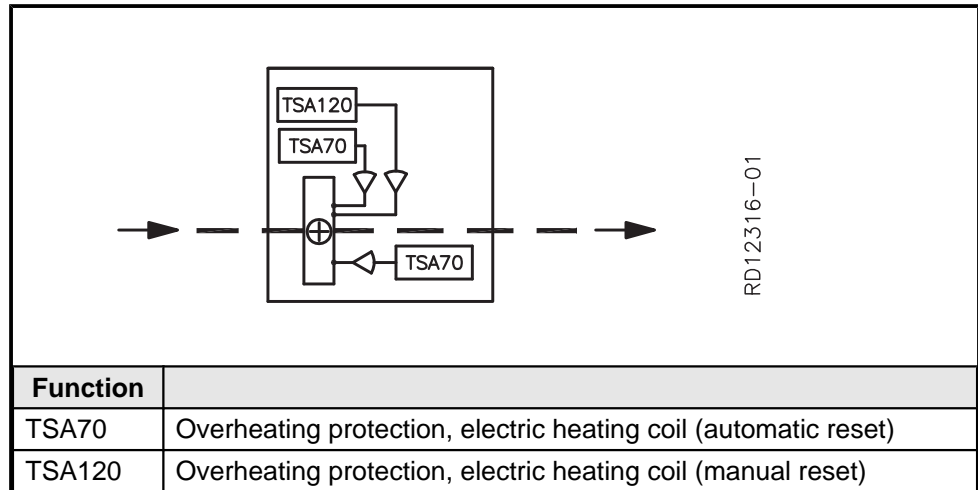 TSA120
TSA70
TSA70
RD12316-01
Function
TSA70 Overheating protection, electric heating coil (automatic reset)
TSA120 Overheating protection, electric heating coil (manual reset)